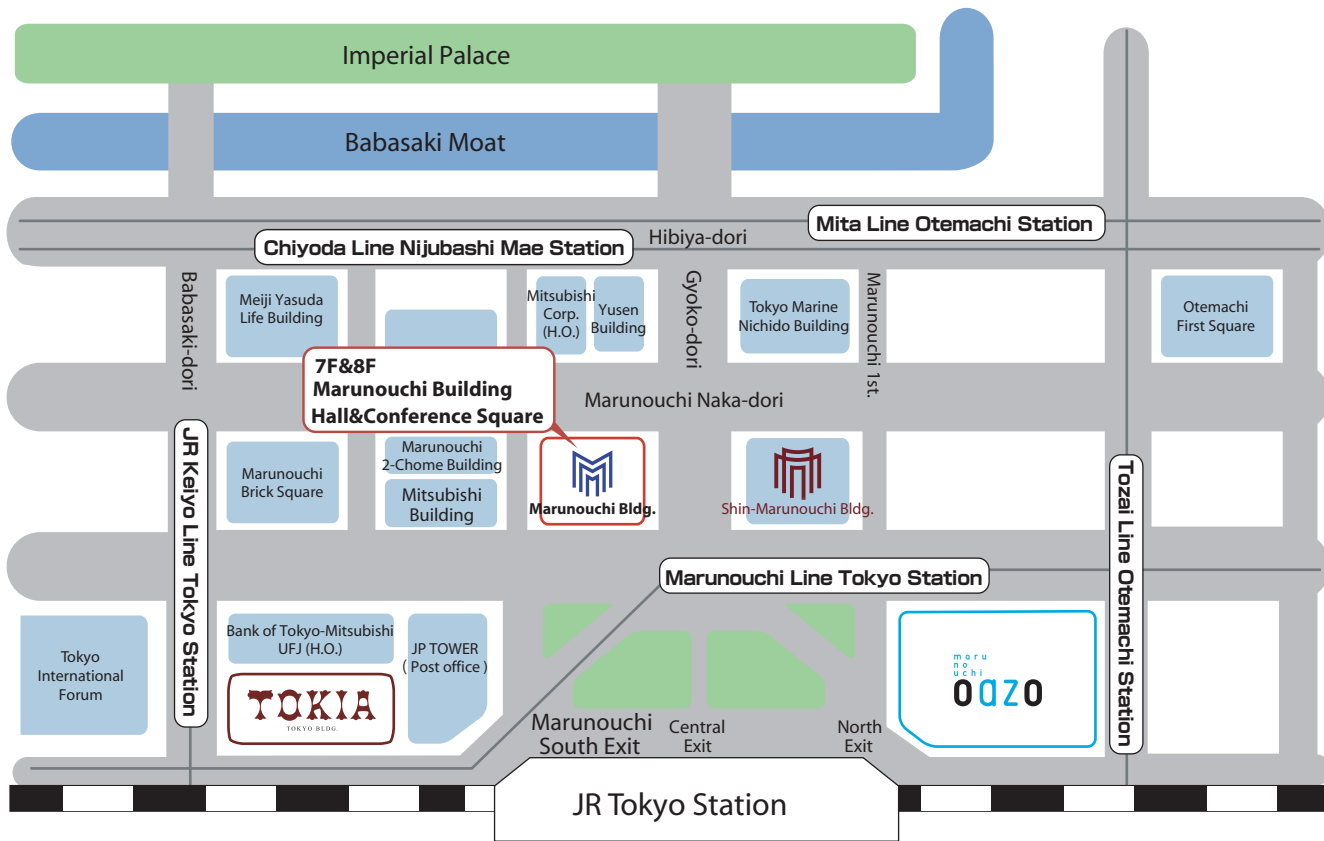 Imperial Palace
Babasaki Moat
Mita Line Otemachi Station
Chiyoda Line Nijubashi Mae Station
Hibiya-dori
Babasaki-dori
Meiji Yasuda
Life Building
Mitsubishi
Corp.
(H.O.)
Yusen
Building
Gyoko-dori
Tokyo Marine
Nichido Building
Marunouchi 1st.
Otemachi
First Square
7F&8F
Marunouchi Building
Hall&Conference Square
Marunouchi Naka-dori
JR Keiyo Line Tokyo Station
Marunouchi
Brick Square
Marunouchi
2-Chome Building
Mitsubishi
Building
Marunouchi Bldg.
Shin-Marunouchi Bldg.
Tozai Line Otemachi Station
Marunouchi Line Tokyo Station
Tokyo
International
Forum
Bank of Tokyo-Mitsubishi
UFJ (H.O.)
TOKIA
TOKYO BLDG.
JP TOWER
( Post office )
maru
no
uchi
oazo
Marunouchi
South Exit
Central
Exit
North
Exit
JR Tokyo Station